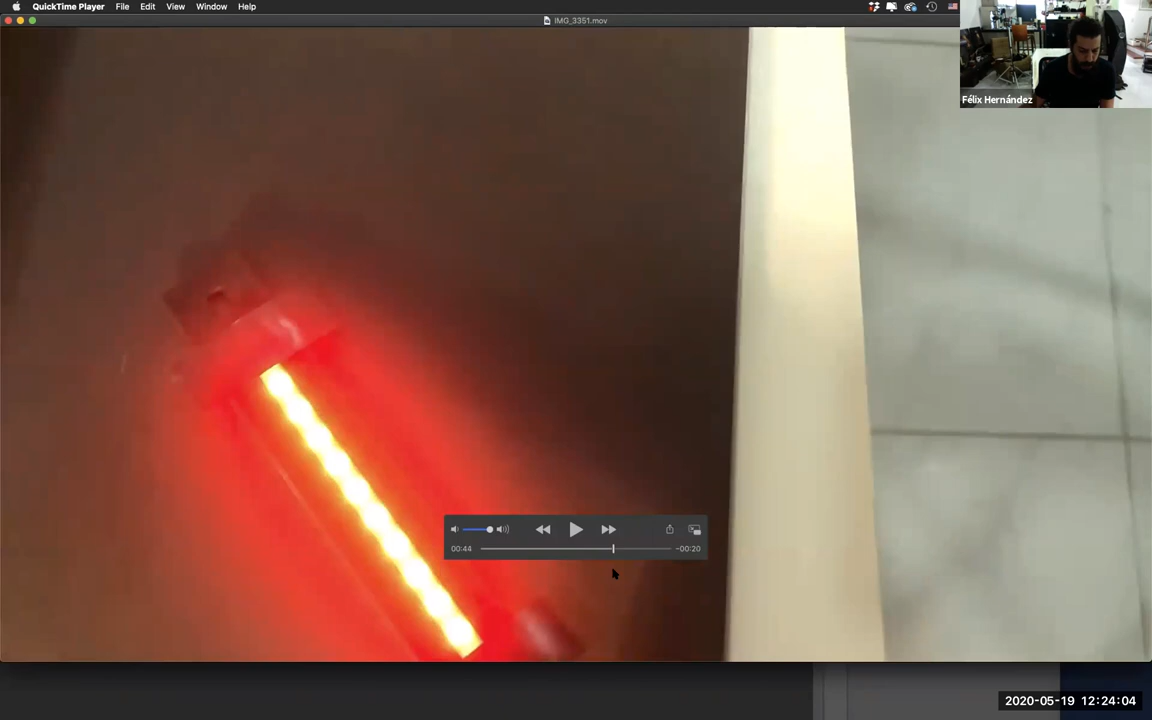 QuickTime Player File Edit View Window Help
IMG_3351.mov
Félix Hernández
00:44
-00:20
2020-05-19 12:24:04